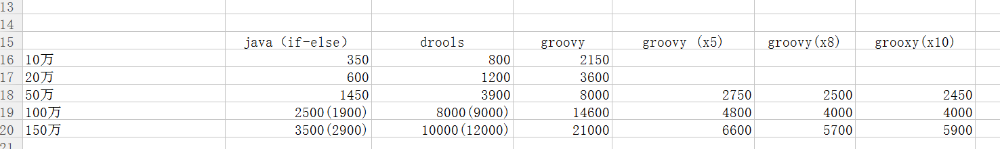 13
14
15 java（if-else） drools groovy groovy (x5) groovy(x8) grooxy(x10)
16 10万 350 800 2150
17 20万 600 1200 3600
18 50万 1450 3900 8000 2750 2500 2450
19 100万 2500(1900) 8000(9000) 14600 4800 4000 4000
20 150万 3500(2900) 10000(12000) 21000 6600 5700 5900
21